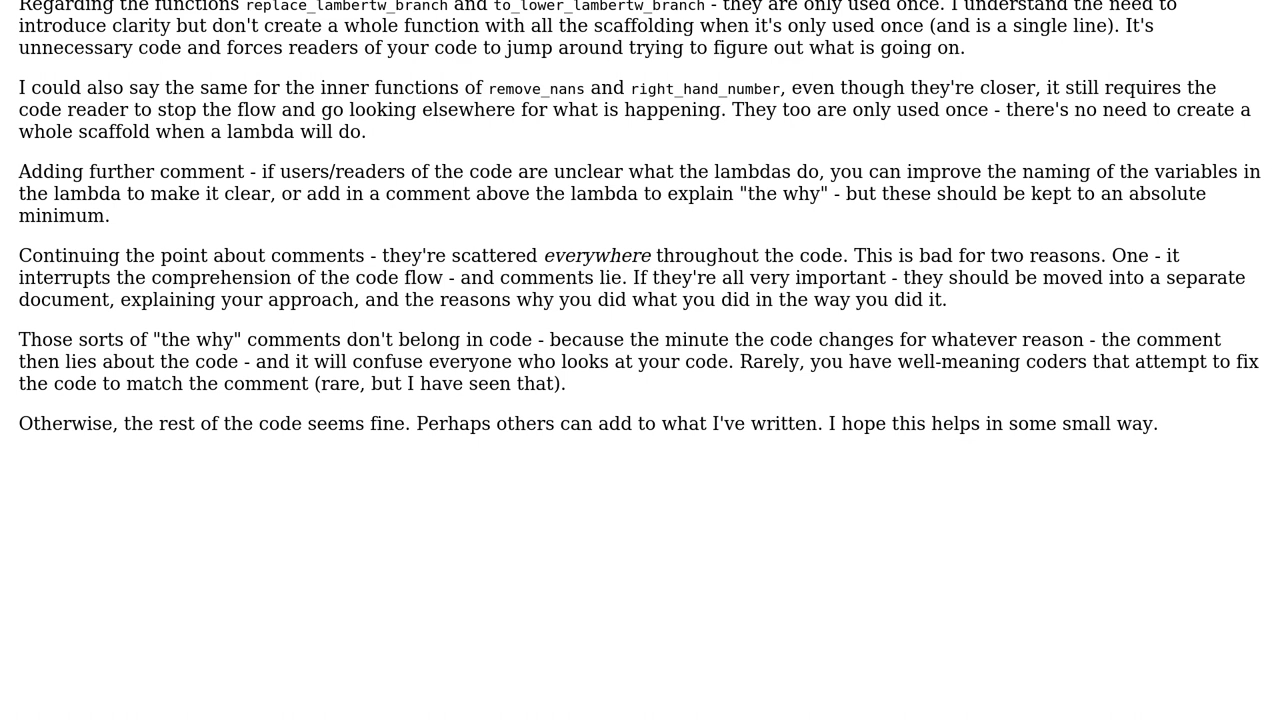 Regarding the functions replace_lambertw_branch and to_lower_lambertw_branch - they are only used once. I understand the need to
introduce clarity but don't create a whole function with all the scaffolding when it's only used once (and is a single line). It's
unnecessary code and forces readers of your code to jump around trying to figure out what is going on.
I could also say the same for the inner functions of remove_nans and right_hand_number, even though they're closer, it still requires the
code reader to stop the flow and go looking elsewhere for what is happening. They too are only used once - there's no need to create a
whole scaffold when a lambda will do.
Adding further comment - if users/readers of the code are unclear what the lambdas do, you can improve the naming of the variables in
the lambda to make it clear, or add in a comment above the lambda to explain "the why" - but these should be kept to an absolute
minimum.
Continuing the point about comments - they're scattered everywhere throughout the code. This is bad for two reasons. One - it
interrupts the comprehension of the code flow - and comments lie. If they're all very important - they should be moved into a separate
document, explaining your approach, and the reasons why you did what you did in the way you did it.
Those sorts of "the why" comments don't belong in code - because the minute the code changes for whatever reason - the comment
then lies about the code - and it will confuse everyone who looks at your code. Rarely, you have well-meaning coders that attempt to fix
the code to match the comment (rare, but I have seen that).
Otherwise, the rest of the code seems fine. Perhaps others can add to what I've written. I hope this helps in some small way.